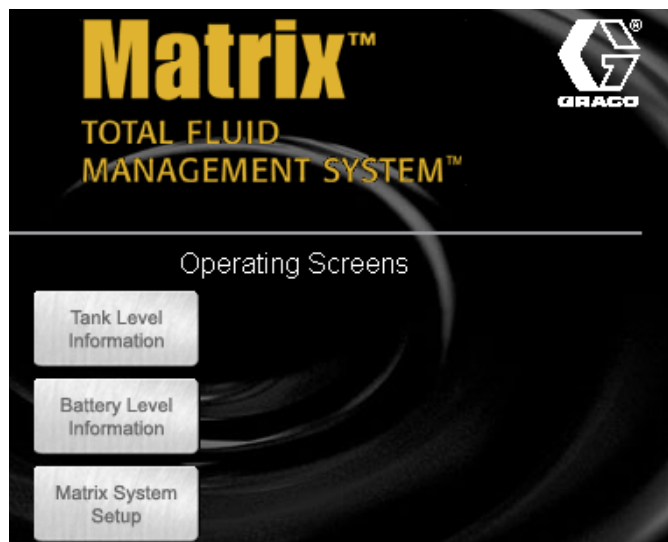 Matrix™
®
GRACO
TOTAL FLUID
MANAGEMENT SYSTEM™
Operating Screens
Tank Level
Information
Battery Level
Information
Matrix System
Setup